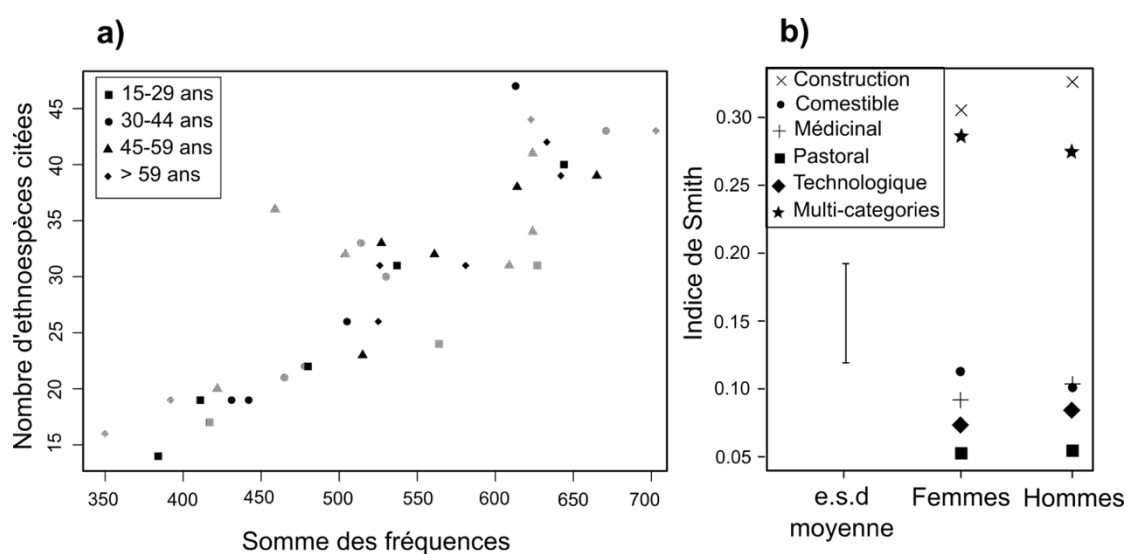 a)
■ 15-29 ans
● 30-44 ans
▲ 45-59 ans
◆ > 59 ans
Nombre d'ethnoespèces citées
45
40
35
30
25
20
15
350 400 450 500 550 600 650 700
Somme des fréquences
b)
× Construction
● Comestible
+ Médicinal
■ Pastoral
◆ Technologique
★ Multi-categories
Indice de Smith
0.30
0.25
0.20
0.15
0.10
0.05
e.s.d moyenne
Femmes
Hommes